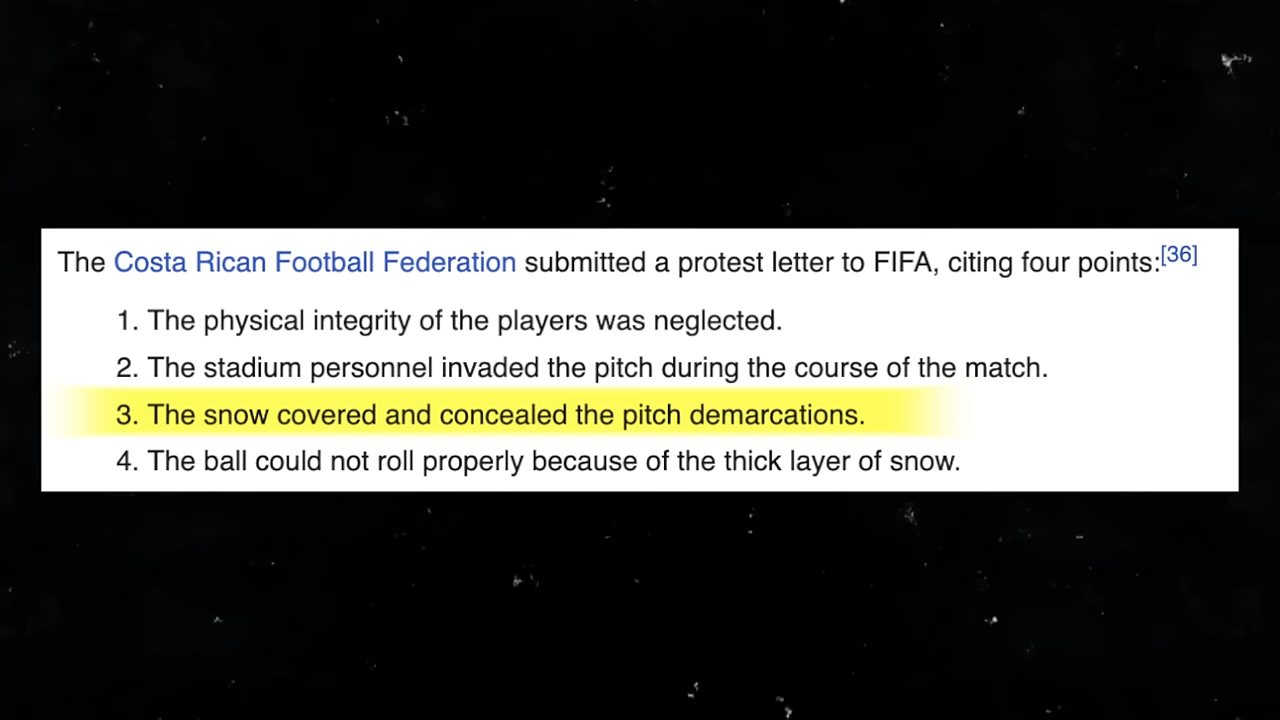 The Costa Rican Football Federation submitted a protest letter to FIFA, citing four points:[36]
1. The physical integrity of the players was neglected.
2. The stadium personnel invaded the pitch during the course of the match.
3. The snow covered and concealed the pitch demarcations.
4. The ball could not roll properly because of the thick layer of snow.